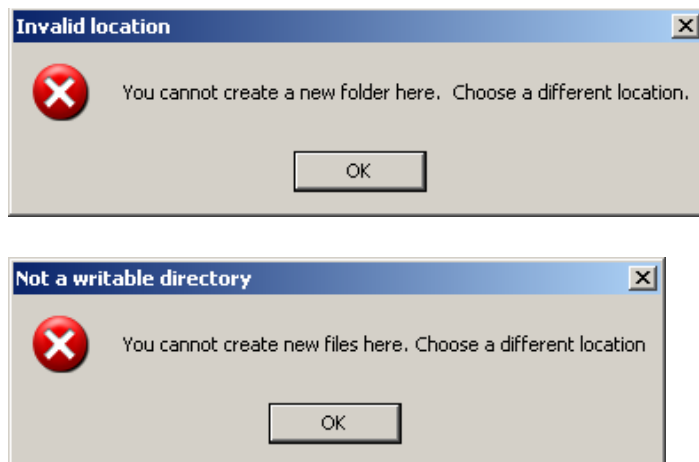 Invalid location
You cannot create a new folder here.  Choose a different location.
OK
Not a writable directory
You cannot create new files here. Choose a different location
OK